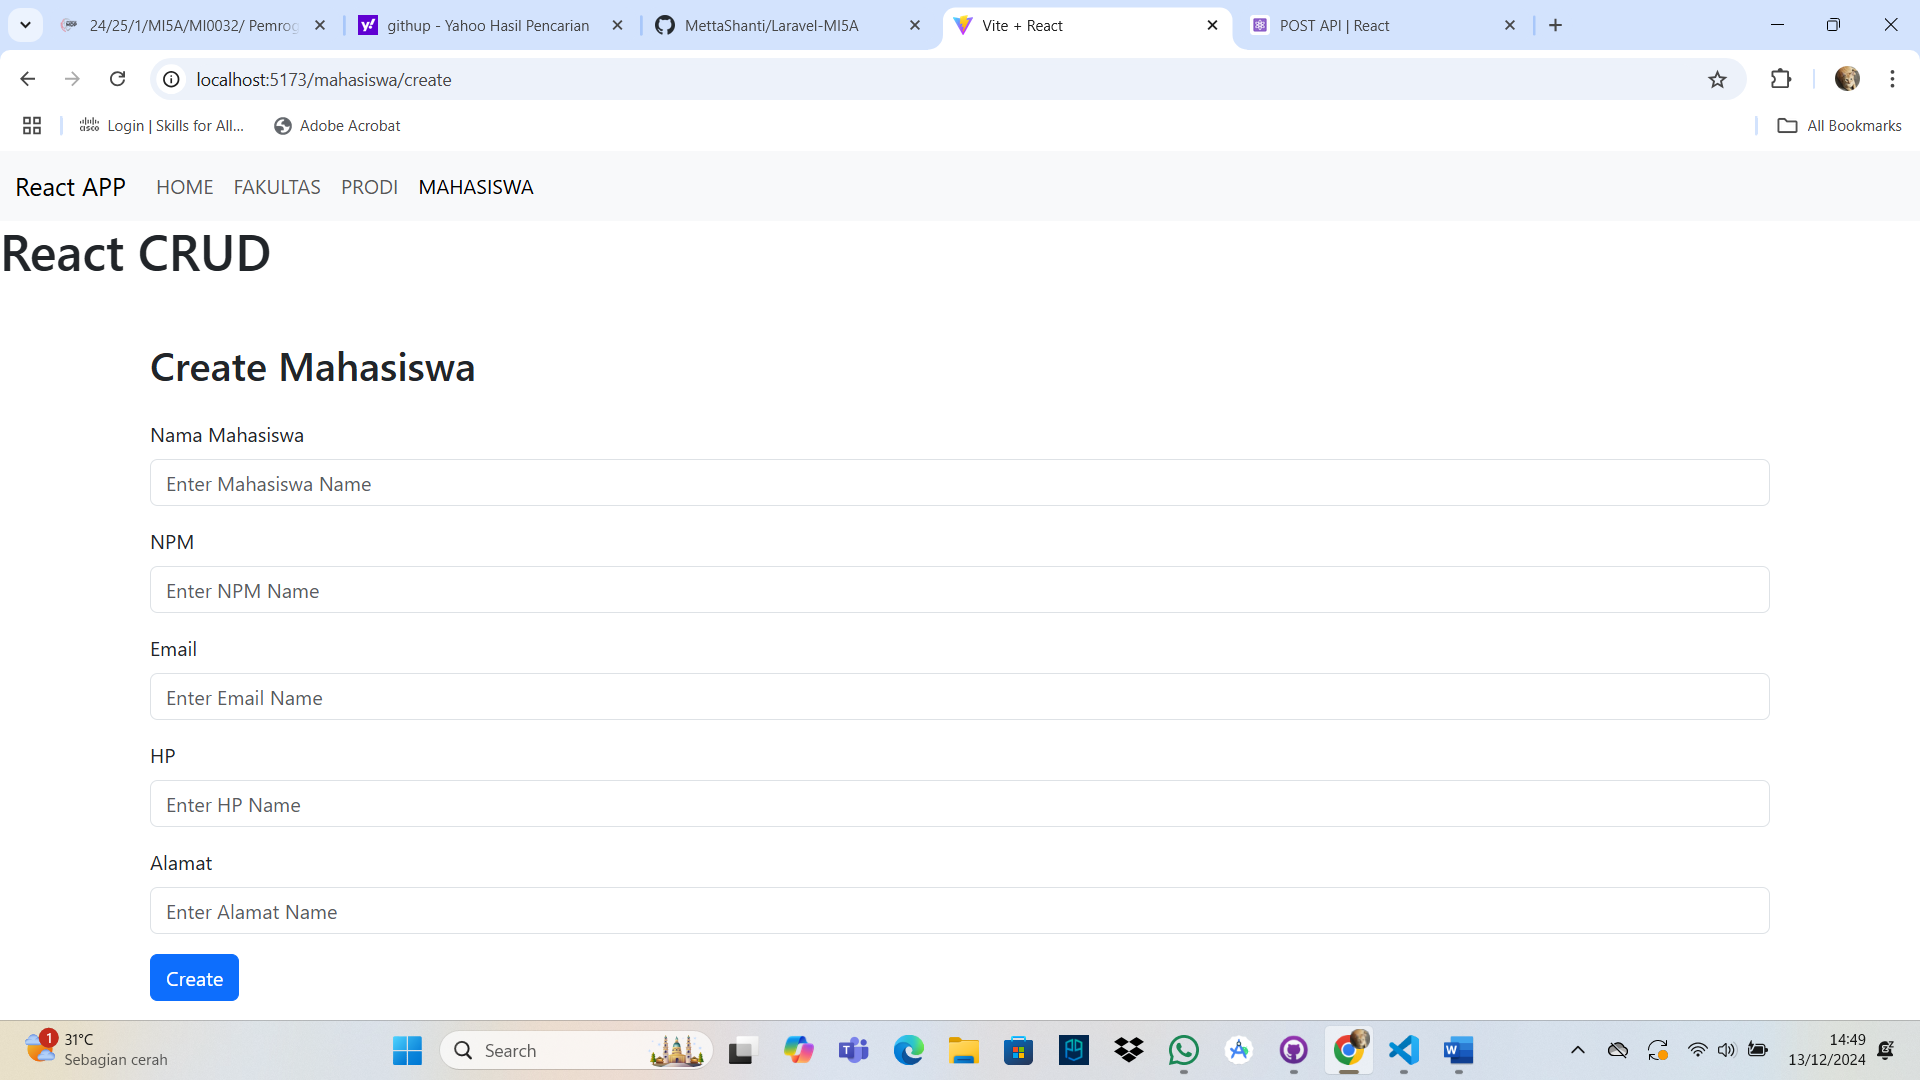 24/25/1/MI5A/MI0032/ Pemrog
githup - Yahoo Hasil Pencarian
MettaShanti/Laravel-MI5A
Vite + React
POST API | React
localhost:5173/mahasiswa/create
Login | Skills for All...
Adobe Acrobat
All Bookmarks
React APP HOME FAKULTAS PRODI MAHASISWA
React CRUD
Create Mahasiswa
Nama Mahasiswa
Enter Mahasiswa Name
NPM
Enter NPM Name
Email
Enter Email Name
HP
Enter HP Name
Alamat
Enter Alamat Name
Create
1
31°C
Sebagian cerah
Search
14:49
13/12/2024